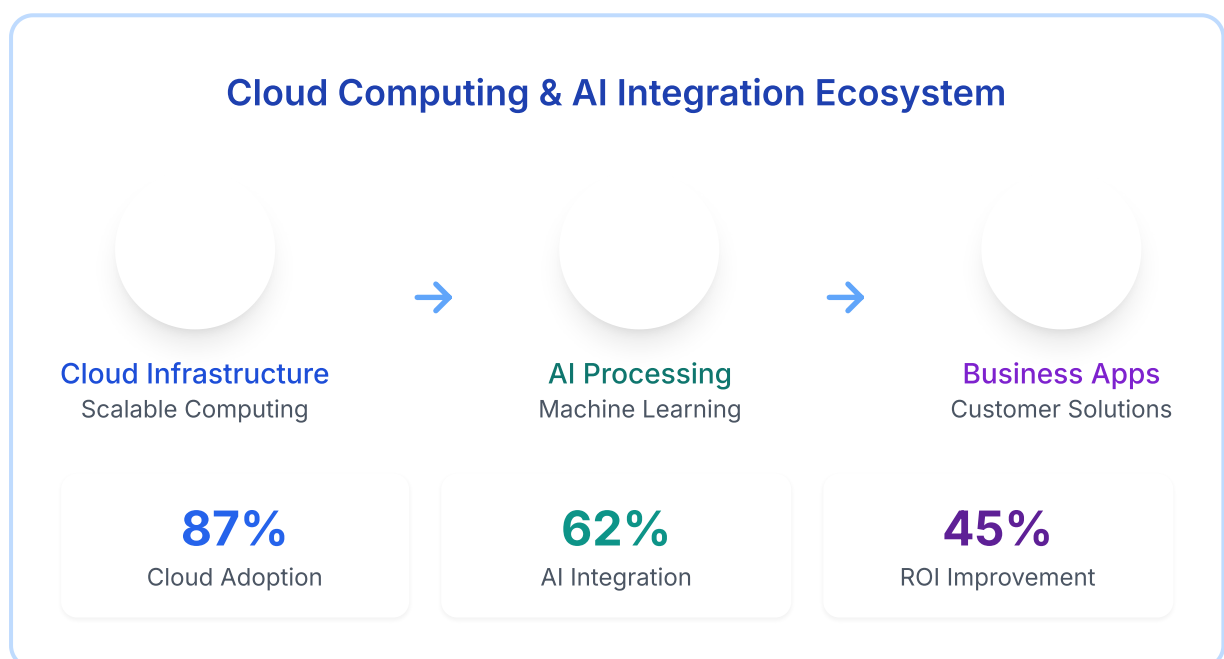 Cloud Computing & AI Integration Ecosystem
Cloud Infrastructure
Scalable Computing
AI Processing
Machine Learning
Business Apps
Customer Solutions
87%
Cloud Adoption
62%
AI Integration
45%
ROI Improvement